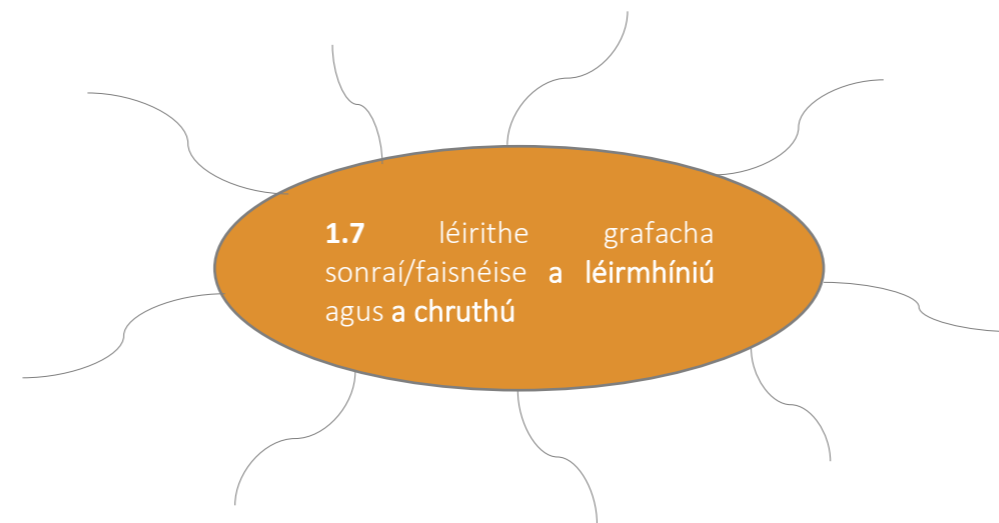 1.7 léirithe grafacha
sonraí/faisnéise a léirmhíniú
agus a chruthú